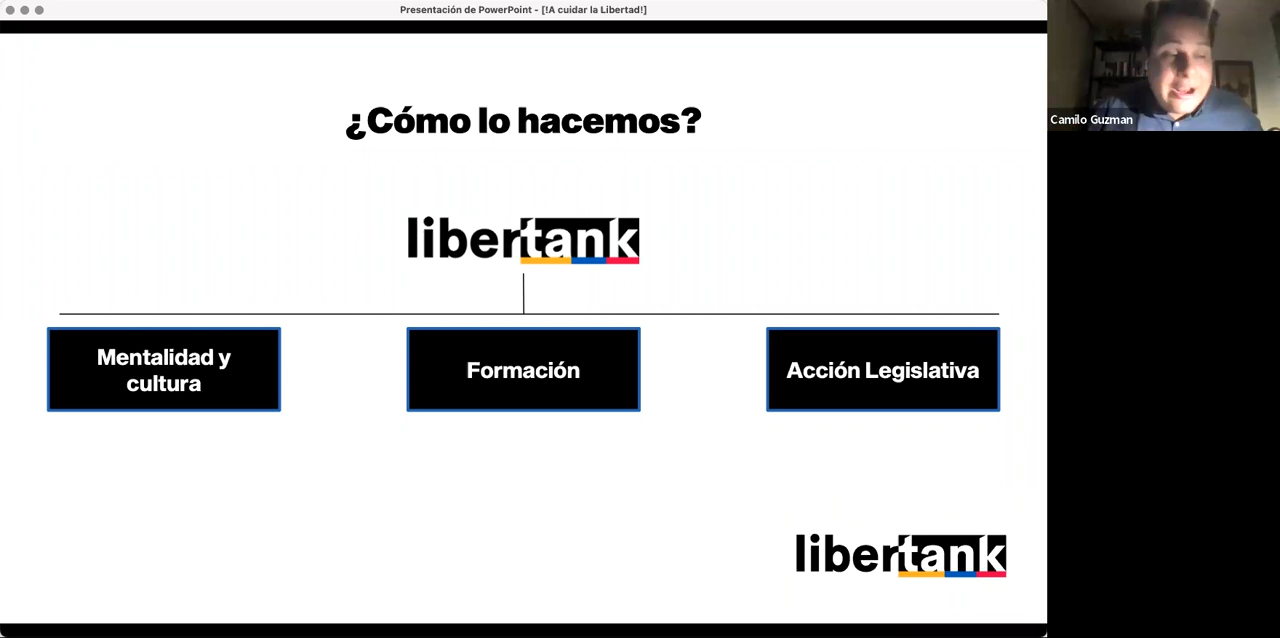 Presentación de PowerPoint - [!A cuidar la Libertad!]
Camilo Guzman
¿Cómo lo hacemos?
libertank
Mentalidad y
cultura
Formación
Acción Legislativa
libertank